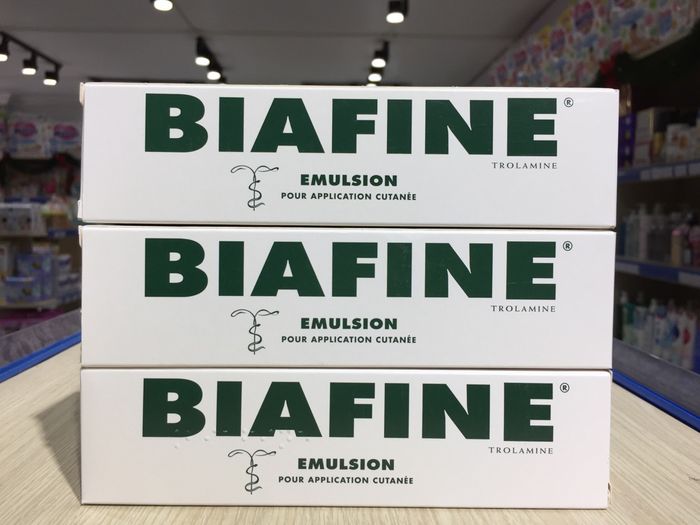 BIAFINE®
TROLAMINE
EMULSION
POUR APPLICATION CUTANÉE
BIAFINE®
TROLAMINE
EMULSION
POUR APPLICATION CUTANÉE
BIAFINE®
TROLAMINE
EMULSION
POUR APPLICATION CUTANÉE